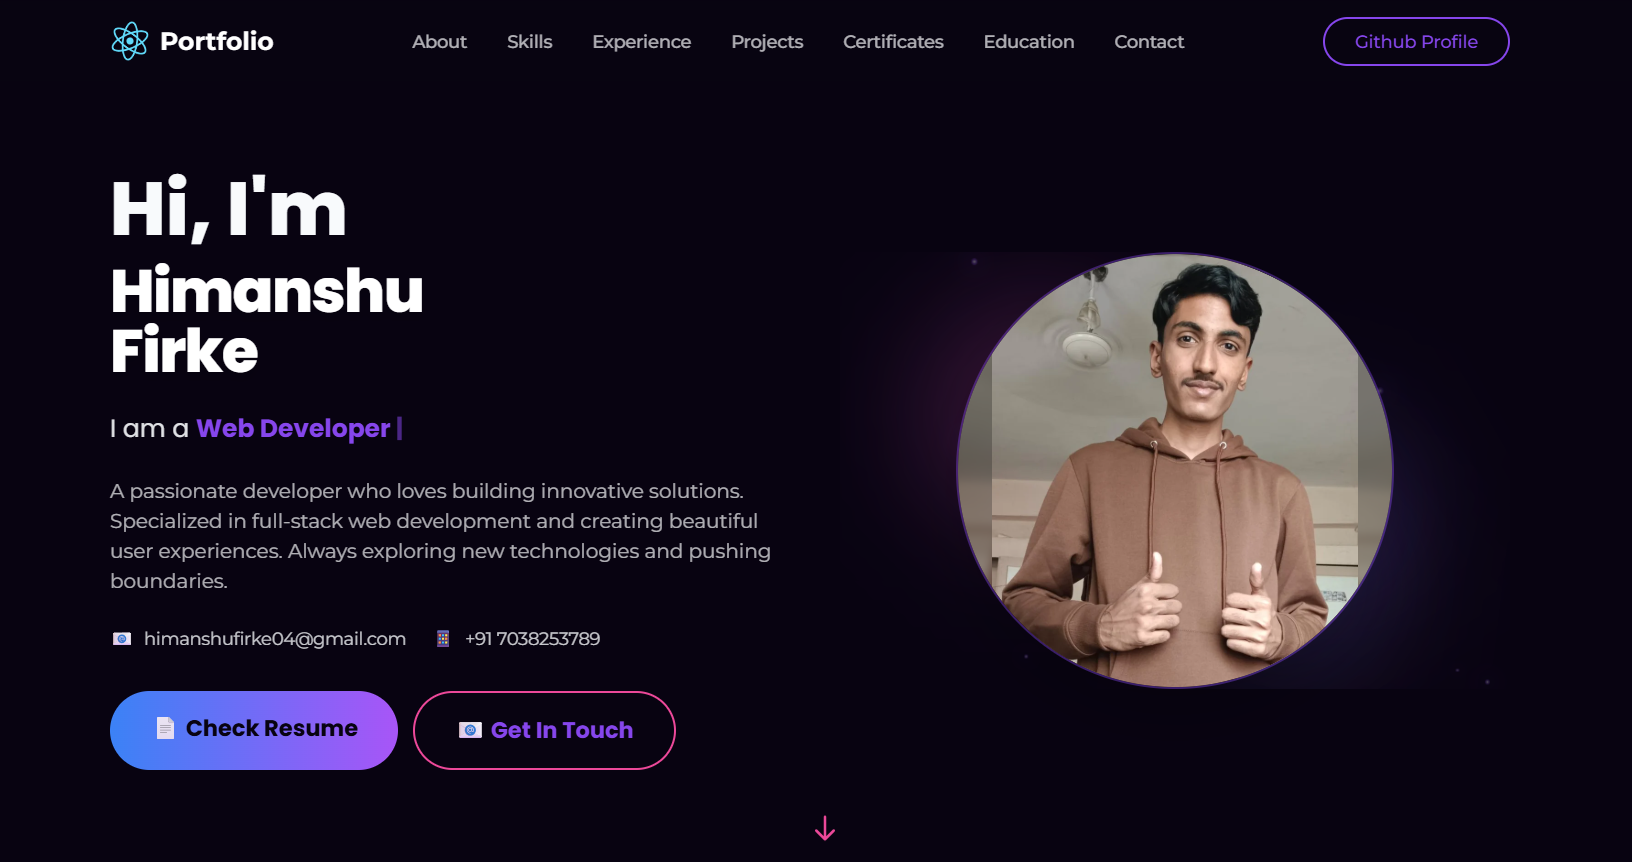 Portfolio
About Skills Experience Projects Certificates Education Contact
Github Profile
Hi, I'm
Himanshu
Firke
I am a Web Developer |
A passionate developer who loves building innovative solutions.
Specialized in full-stack web development and creating beautiful
user experiences. Always exploring new technologies and pushing
boundaries.
himanshufirke04@gmail.com +91 7038253789
Check Resume Get In Touch